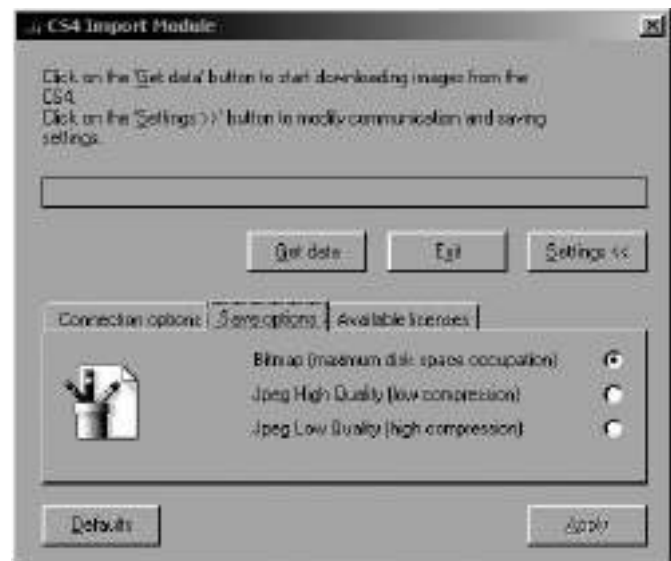 CS4 Import Module
Click on the 'Get data' button to start downloading images from the
CS4.
Click on the 'Settings >>' button to modify communication and saving
settings.
Get data
Exit
Settings <<
Connection options
Save options
Available licenses
Bitmap (maximum disk space occupation)
Jpeg High Quality (low compression)
Jpeg Low Quality (high compression)
Defaults
Apply